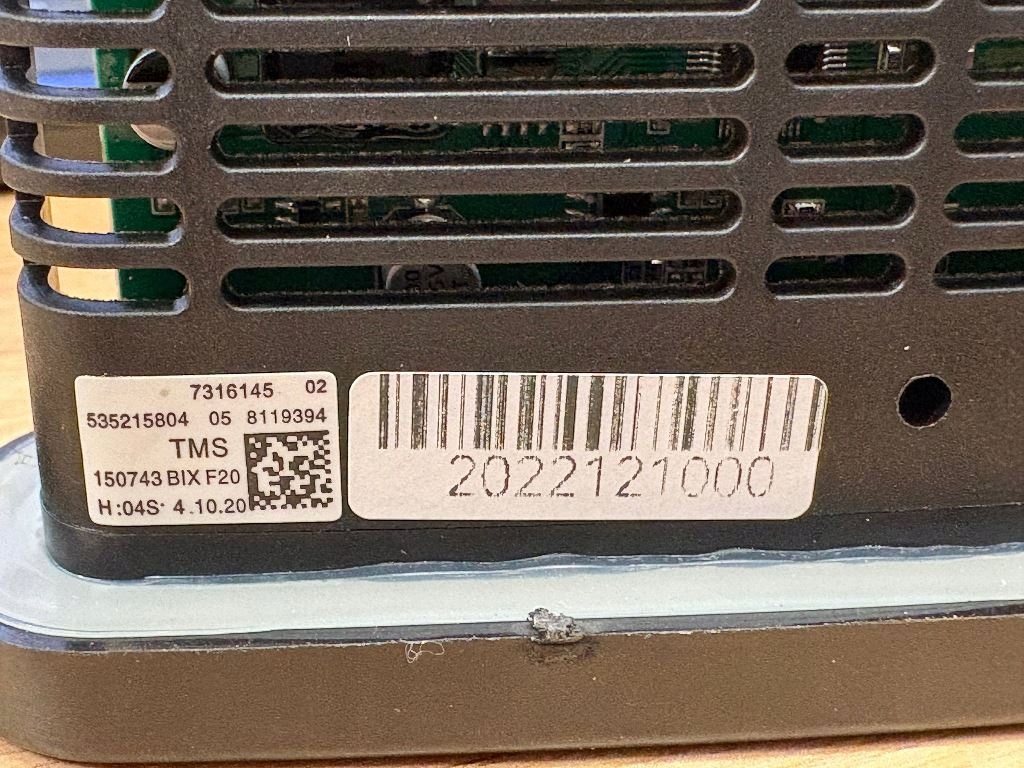 7316145 02
535215804 05 8119394
TMS
150743 BIX F20
H:04S· 4.10.20
2022121000